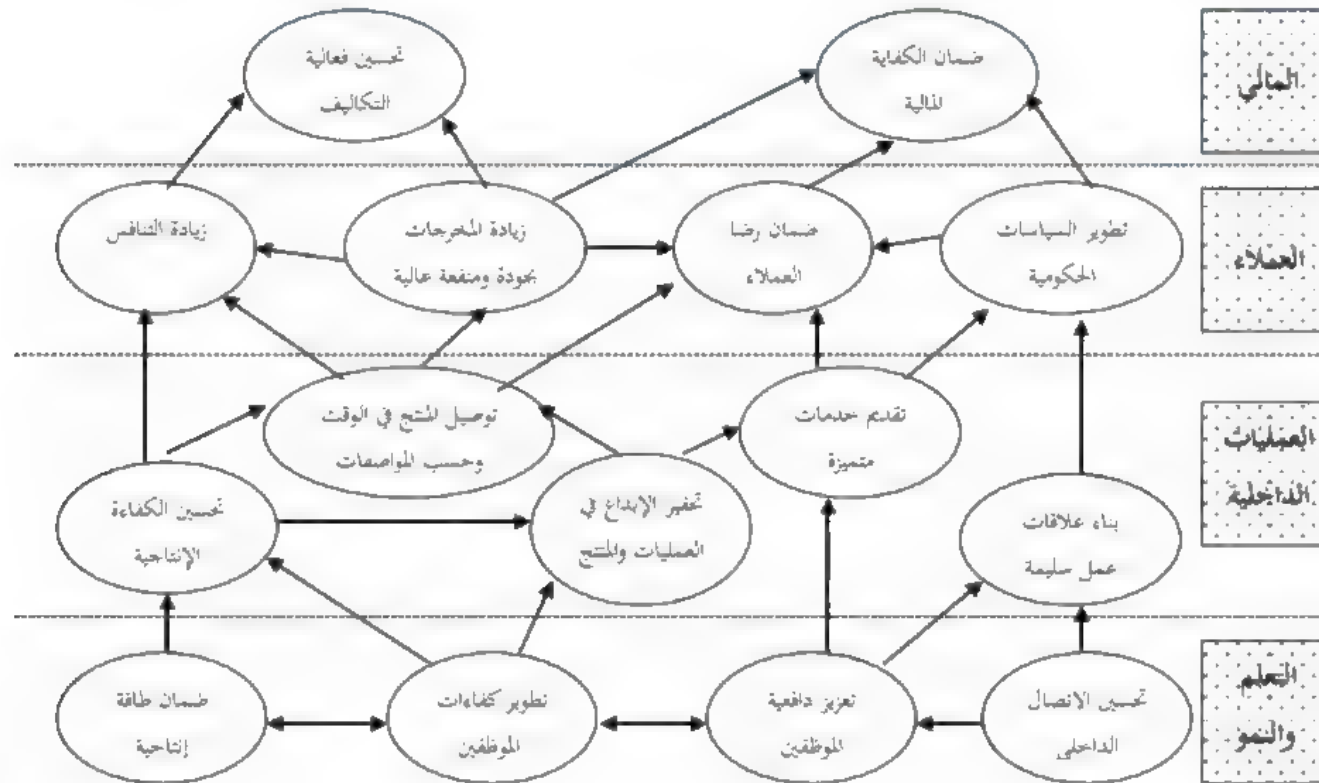 تحسين فعالية
التكاليف
ضمان الكفاية
المالية
المالي
زيادة التنافس
زيادة المخرجات
بجودة ومنفعة عالية
ضمان رضا
العملاء
تطوير السياسات
الحكومية
العملاء
توصيل المنتج في الوقت
وحسب المواصفات
تقديم خدمات
متميزة
العمليات
الداخلية
تحسين الكفاءة
الإنتاجية
تحفيز الإبداع في
العمليات والمنتج
بناء علاقات
عمل سليمة
ضمان طاقة
إنتاجية
تطوير كفاءات
الموظفين
تعزيز دافعية
الموظفين
تحسين الاتصال
الداخلي
التعلم
والنمو